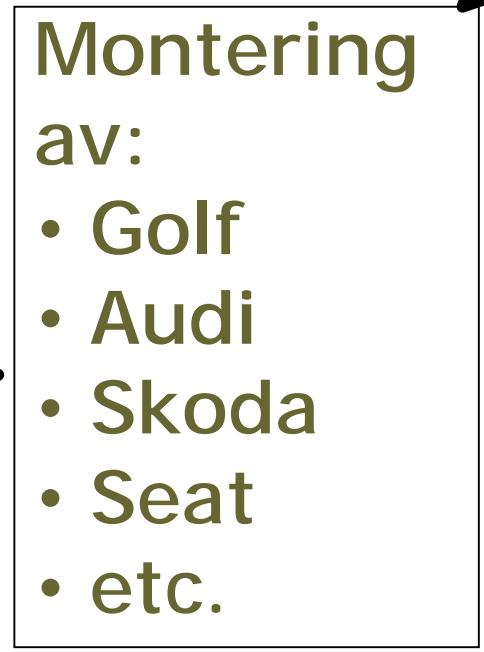 Montering
av:
• Golf
• Audi
• Skoda
• Seat
• etc.